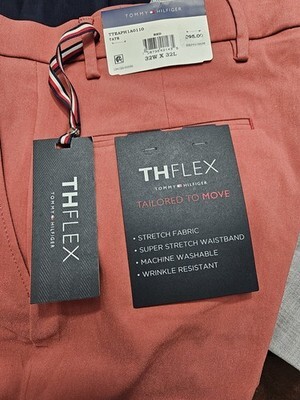 TOMMY HILFIGER
RED
32W X 32L
THFLEX
TOMMY HILFIGER
THFLEX
TOMMY HILFIGER
TAILORED TO MOVE
• STRETCH FABRIC
• SUPER STRETCH WAISTBAND
• MACHINE WASHABLE
• WRINKLE RESISTANT